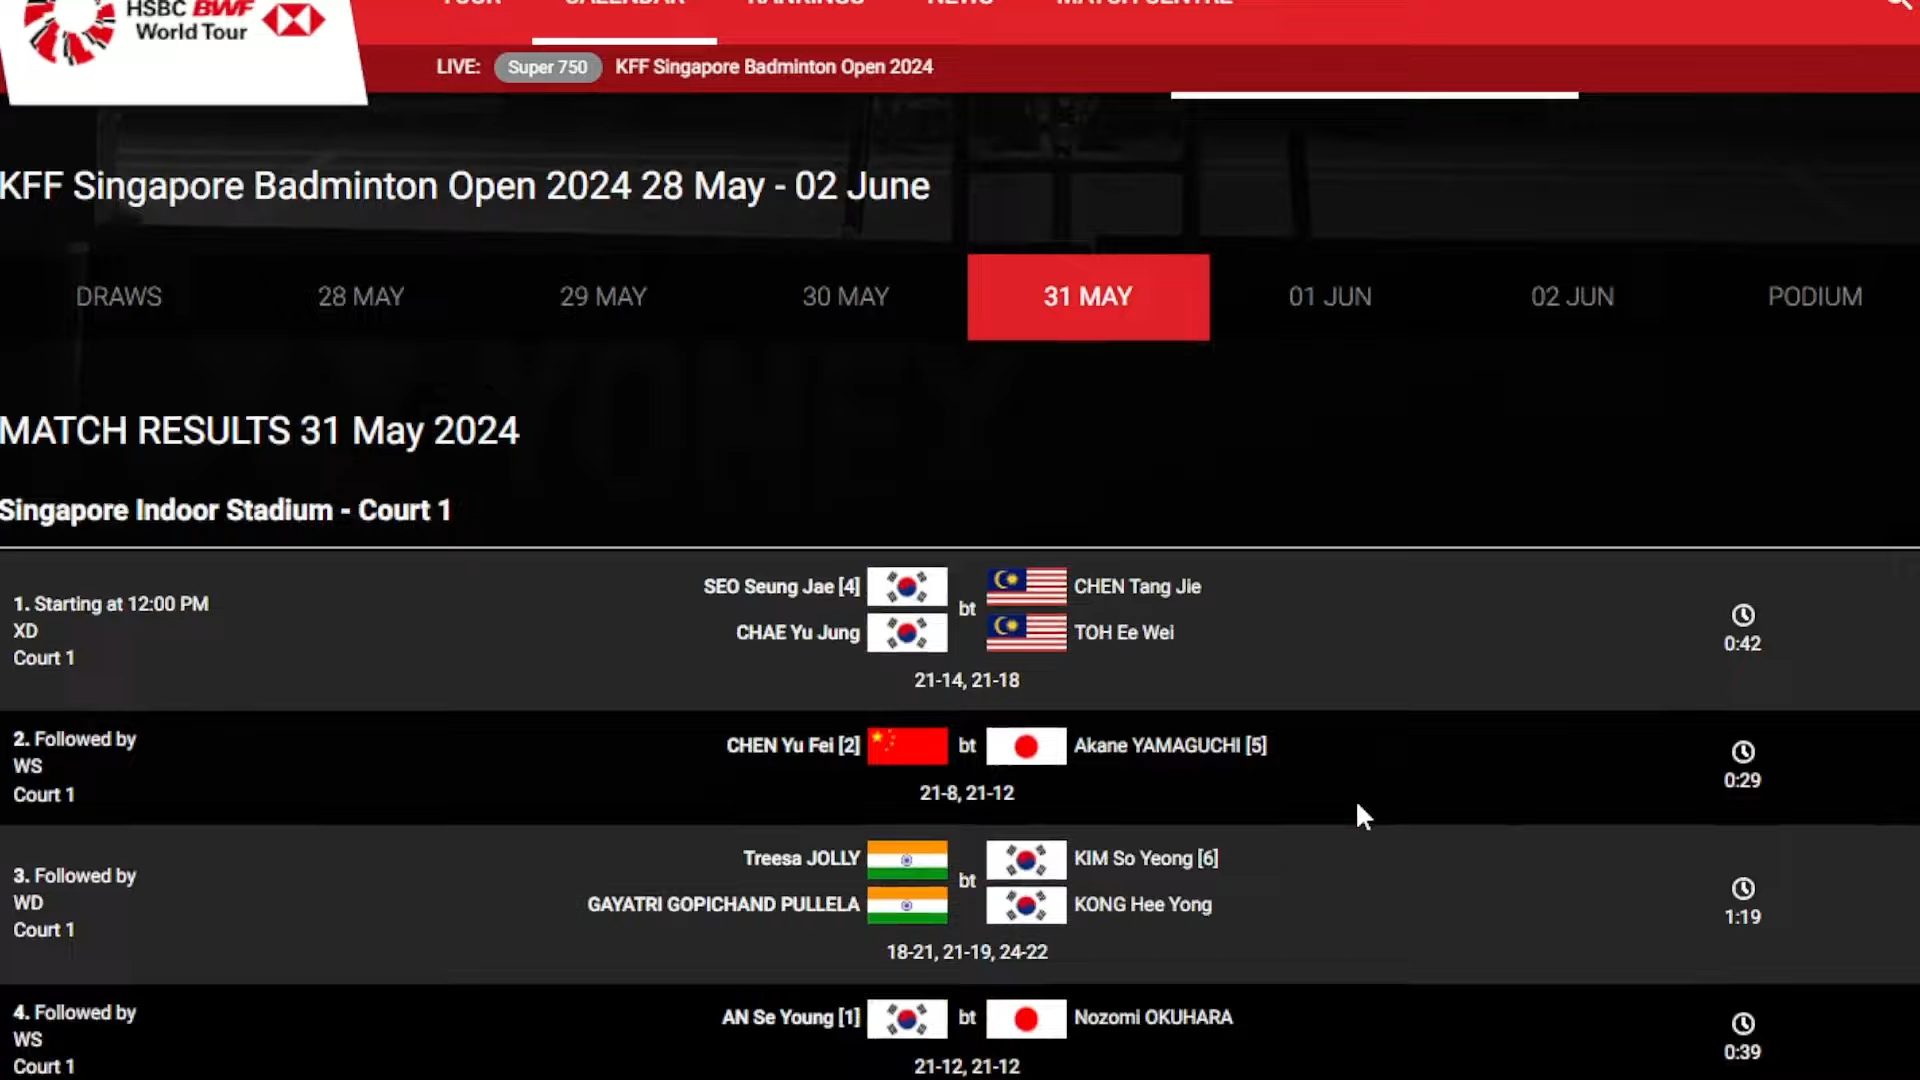 HSBC BWF
World Tour
TOUR CALENDAR RANKINGS NEWS MATCH CENTRE
LIVE: Super 750 KFF Singapore Badminton Open 2024
KFF Singapore Badminton Open 2024 28 May - 02 June
DRAWS 28 MAY 29 MAY 30 MAY 31 MAY 01 JUN 02 JUN PODIUM
MATCH RESULTS 31 May 2024
Singapore Indoor Stadium - Court 1
1. Starting at 12:00 PM
XD
Court 1
SEO Seung Jae [4]
CHAE Yu Jung
bt
CHEN Tang Jie
TOH Ee Wei
21-14, 21-18
0:42
2. Followed by
WS
Court 1
CHEN Yu Fei [2] bt Akane YAMAGUCHI [5]
21-8, 21-12
0:29
3. Followed by
WD
Court 1
Treesa JOLLY
GAYATRI GOPICHAND PULLELA
bt
KIM So Yeong [6]
KONG Hee Yong
18-21, 21-19, 24-22
1:19
4. Followed by
WS
Court 1
AN Se Young [1] bt Nozomi OKUHARA
21-12, 21-12
0:39